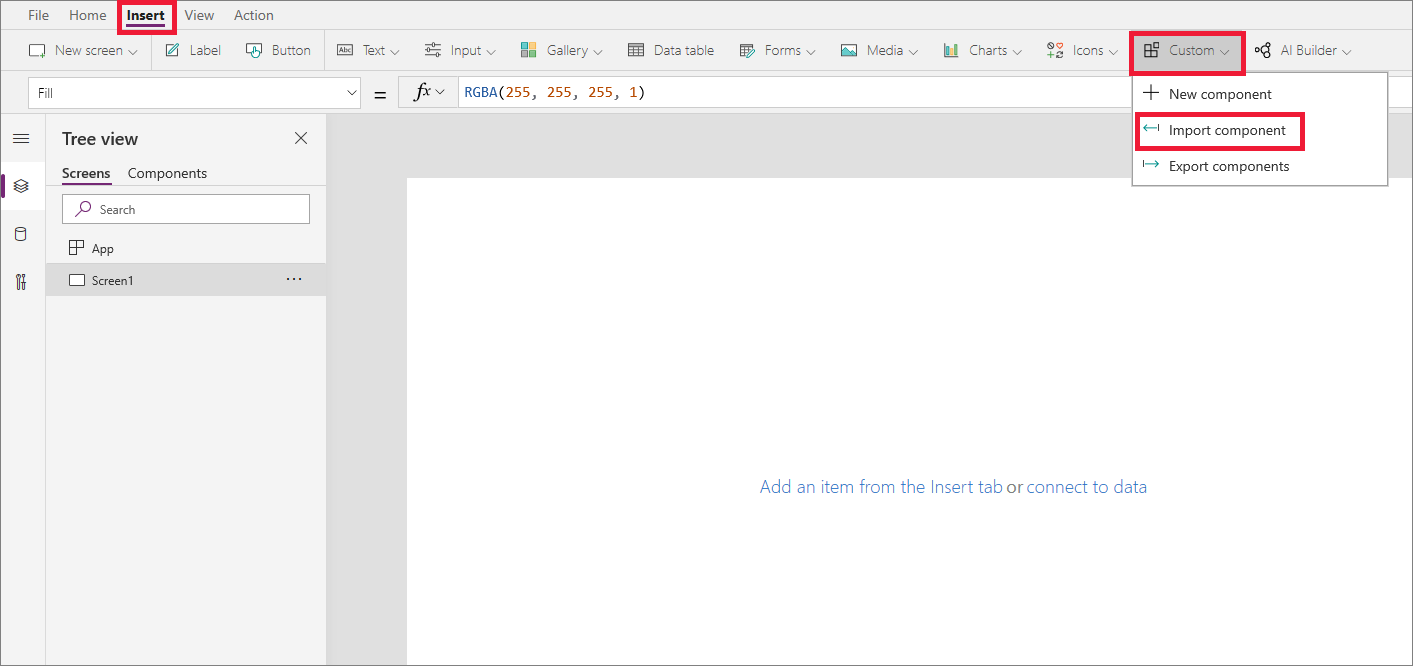 File Home Insert View Action
New screen Label Button Abc Text Input Gallery Data table Forms Media Charts Icons Custom AI Builder
Fill = fx RGBA(255, 255, 255, 1)
New component
Import component
Export components
Tree view
Screens Components
Search
App
Screen1
Add an item from the Insert tab or connect to data